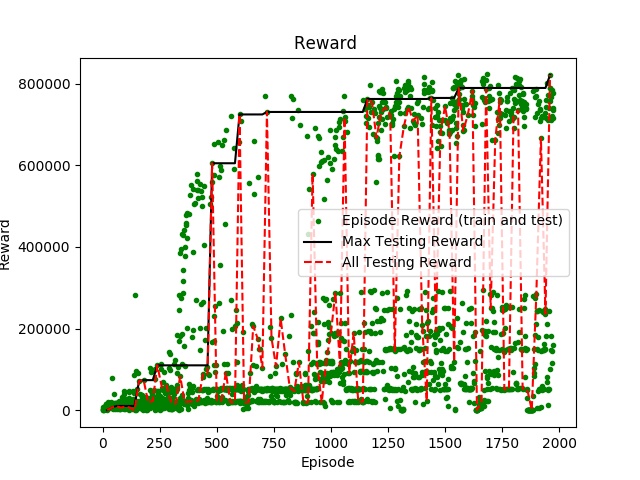 Reward
800000
600000
400000
200000
0
Reward
Episode Reward (train and test)
Max Testing Reward
All Testing Reward
0 250 500 750 1000 1250 1500 1750 2000
Episode